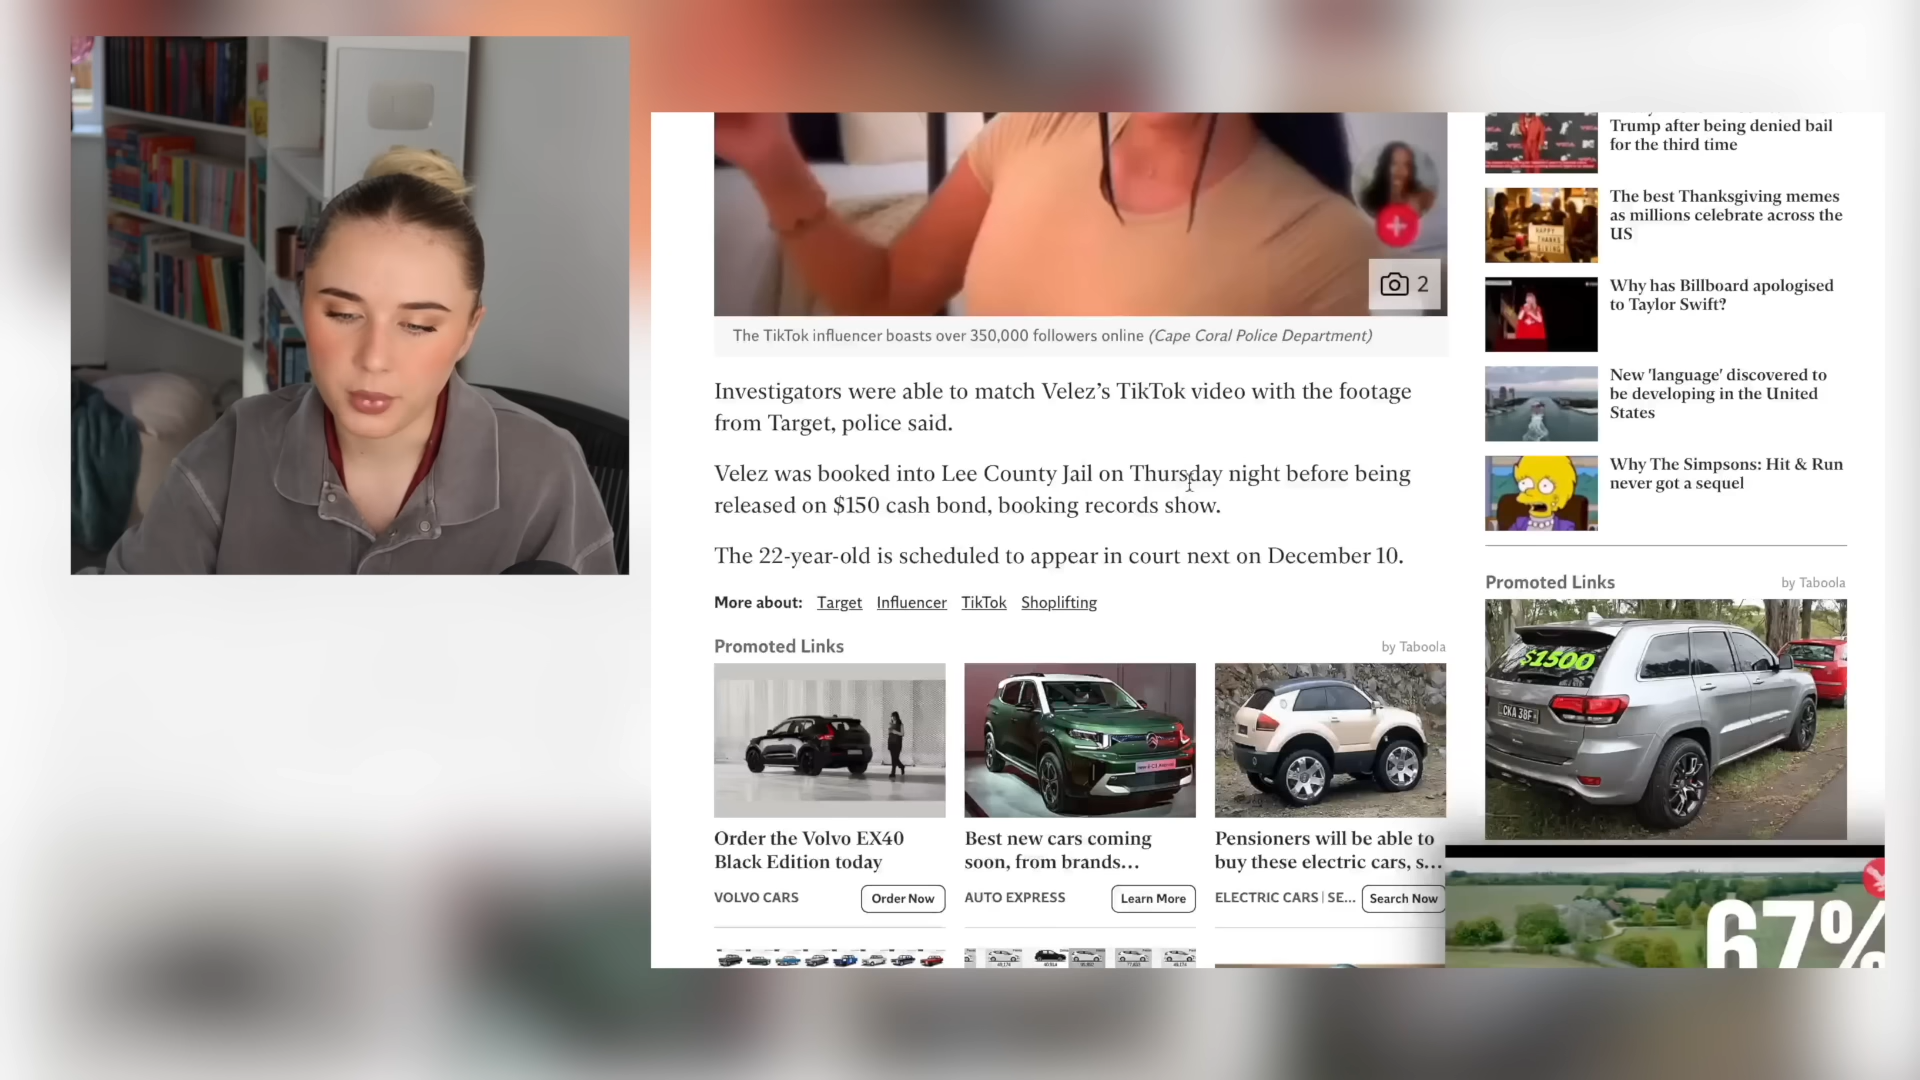 2
The TikTok influencer boasts over 350,000 followers online (Cape Coral Police Department)
Investigators were able to match Velez’s TikTok video with the footage
from Target, police said.
Velez was booked into Lee County Jail on Thursday night before being
released on $150 cash bond, booking records show.
The 22-year-old is scheduled to appear in court next on December 10.
More about: Target Influencer TikTok Shoplifting
Promoted Links by Taboola
Order the Volvo EX40
Black Edition today
VOLVO CARS Order Now
Best new cars coming
soon, from brands...
AUTO EXPRESS Learn More
Pensioners will be able to
buy these electric cars, s...
ELECTRIC CARS | SE... Search Now
Trump after being denied bail
for the third time
The best Thanksgiving memes
as millions celebrate across the
US
HAPPY
THANKS
GIVING
Why has Billboard apologised
to Taylor Swift?
New 'language' discovered to
be developing in the United
States
Why The Simpsons: Hit & Run
never got a sequel
Promoted Links by Taboola
$1500
CKA 38F
67%